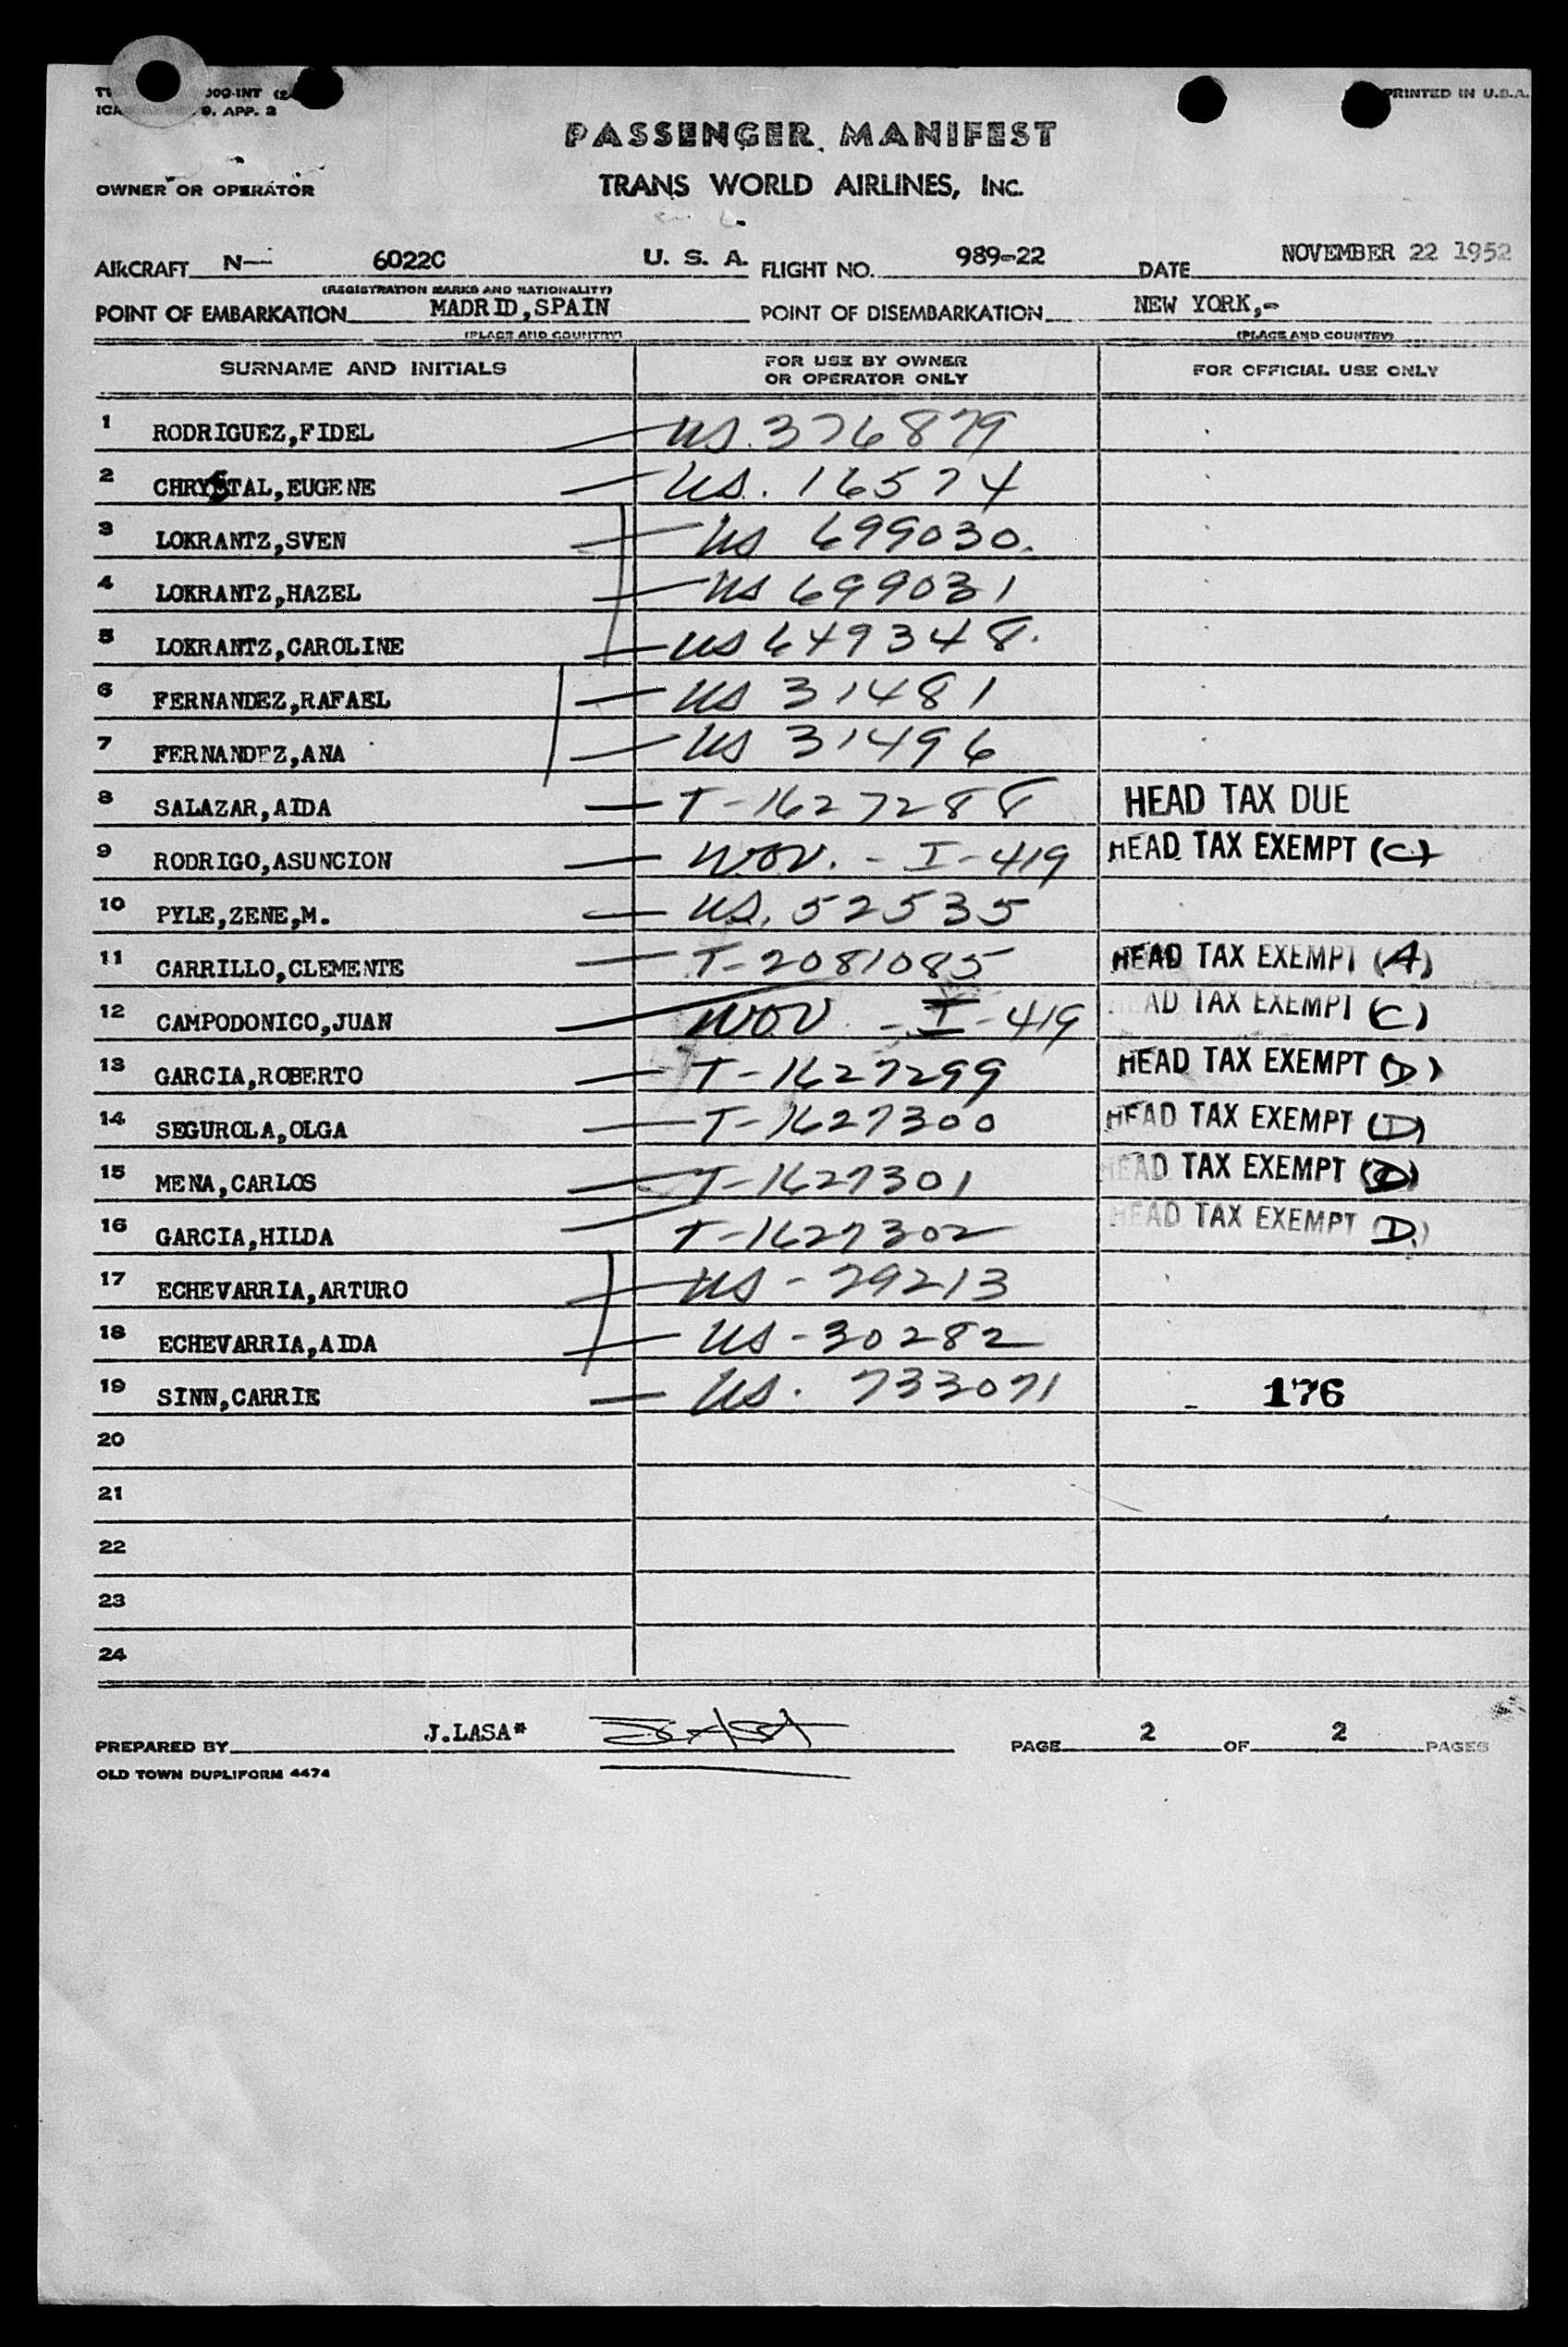 PRINTED IN U.S.A.
9. APP. 2
PASSENGER MANIFEST
OWNER OR OPERATOR
TRANS WORLD AIRLINES, INC.
AIRCRAFT N— 6022C U. S. A. FLIGHT NO. 989-22 DATE NOVEMBER 22 1952
(REGISTRATION MARKS AND NATIONALITY)
POINT OF EMBARKATION MADRID,SPAIN POINT OF DISEMBARKATION NEW YORK,-
(PLACE AND COUNTRY) (PLACE AND COUNTRY)
SURNAME AND INITIALS FOR USE BY OWNER OR OPERATOR ONLY FOR OFFICIAL USE ONLY
1 RODRIGUEZ,FIDEL — US. 376879
2 CHRYSTAL,EUGENE — US. 16574
3 LOKRANTZ,SVEN — US 699030.
4 LOKRANTZ,HAZEL — US 699031
5 LOKRANTZ,CAROLINE — US 649348.
6 FERNANDEZ,RAFAEL — US 31481
7 FERNANDEZ,ANA — US 31496
8 SALAZAR,AIDA — T-1627288 HEAD TAX DUE
9 RODRIGO,ASUNCION — WOV. - I-419 HEAD TAX EXEMPT (C)
10 PYLE,ZENE,M. — US. 52535
11 CARRILLO,CLEMENTE — T-2081085 HEAD TAX EXEMPT (A)
12 CAMPODONICO,JUAN — WOV - I-419 HEAD TAX EXEMPT (C)
13 GARCIA,ROBERTO — T-1627299 HEAD TAX EXEMPT (D)
14 SEGUROLA,OLGA — T-1627300 HEAD TAX EXEMPT (D)
15 MENA,CARLOS — T-1627301 HEAD TAX EXEMPT (D)
16 GARCIA,HILDA — T-1627302 HEAD TAX EXEMPT (D)
17 ECHEVARRIA,ARTURO — US - 29213
18 ECHEVARRIA,AIDA — US - 30282
19 SINN,CARRIE — US. 733071 - 176
20
21
22
23
24
PREPARED BY J.LASA* JLASA PAGE 2 OF 2 PAGES
OLD TOWN DUPLIFORM 4474